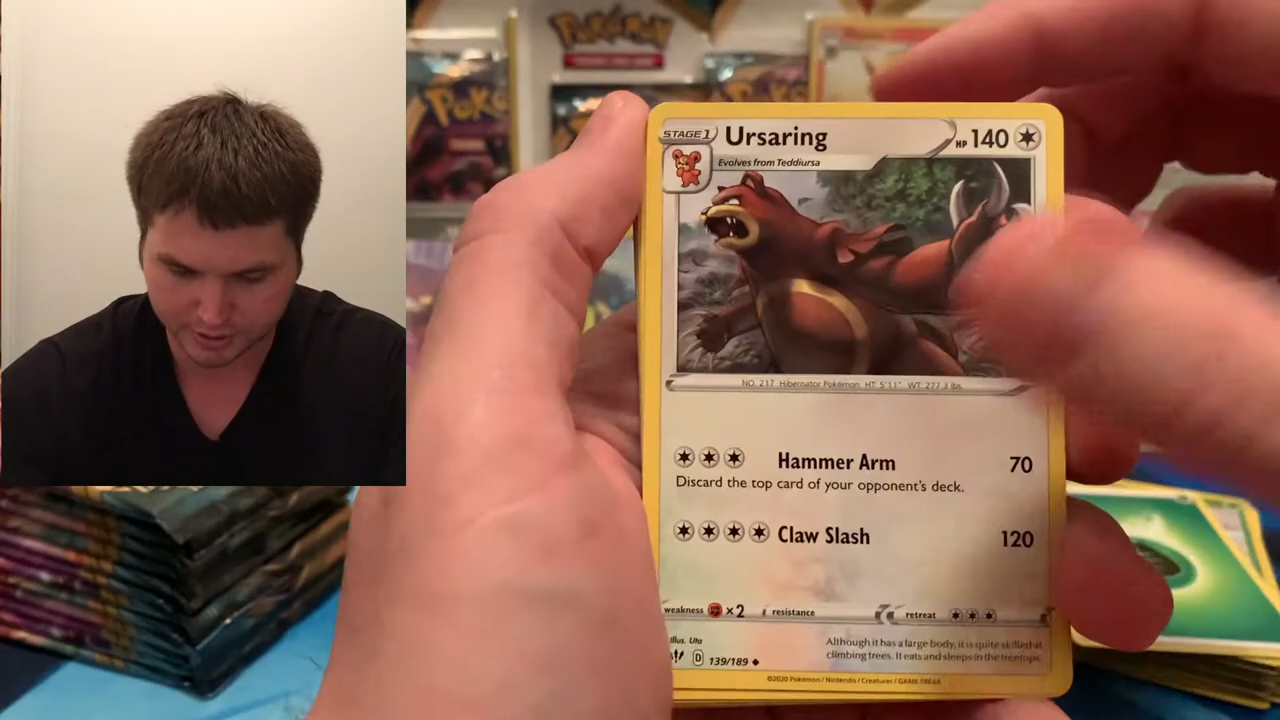 Pokémon
Poké
STAGE 1
Ursaring
HP 140
Evolves from Teddiursa
NO. 217 Hibernator Pokémon HT: 5'11" WT: 277.3 lbs.
Hammer Arm 70
Discard the top card of your opponent's deck.
Claw Slash 120
weakness ×2 resistance retreat
Illus. Uta
Although it has a large body, it is quite skilled at
climbing trees. It eats and sleeps in the treetops.
D 139/189
©2020 Pokémon / Nintendo / Creatures / GAME FREAK